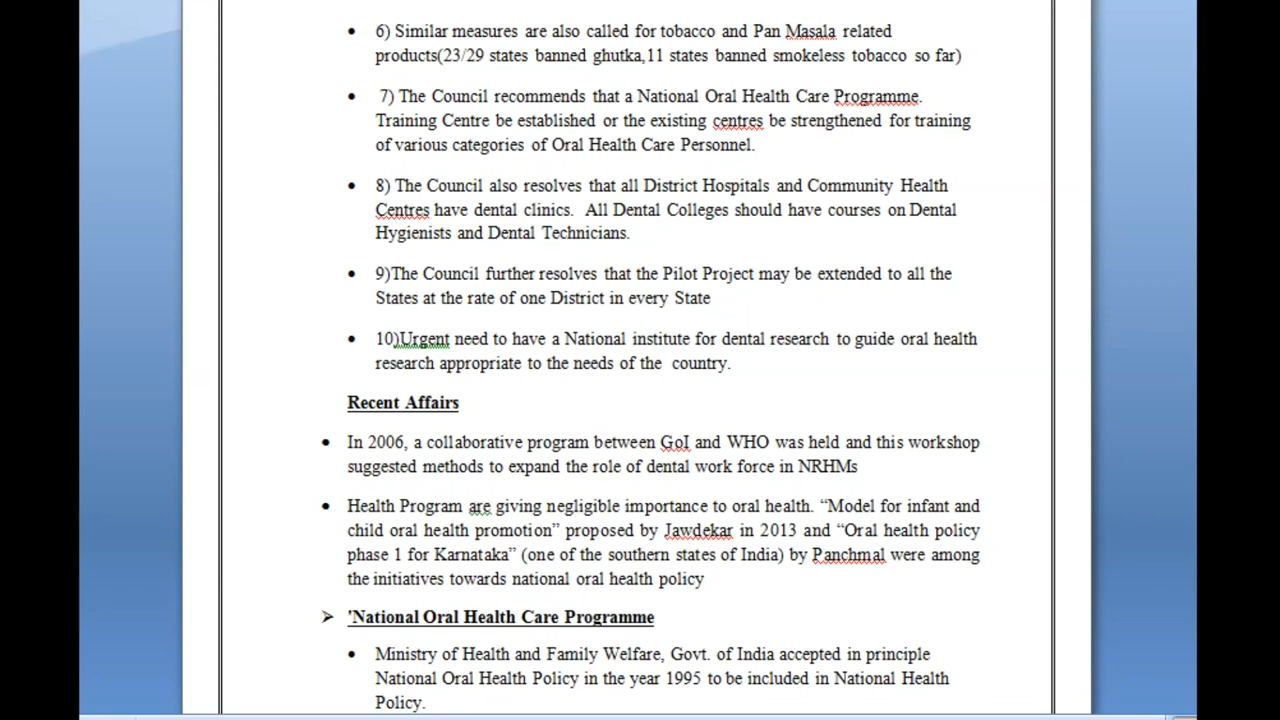 • 6) Similar measures are also called for tobacco and Pan Masala related
products(23/29 states banned ghutka,11 states banned smokeless tobacco so far)
• 7) The Council recommends that a National Oral Health Care Programme.
Training Centre be established or the existing centres be strengthened for training
of various categories of Oral Health Care Personnel.
• 8) The Council also resolves that all District Hospitals and Community Health
Centres have dental clinics. All Dental Colleges should have courses on Dental
Hygienists and Dental Technicians.
• 9)The Council further resolves that the Pilot Project may be extended to all the
States at the rate of one District in every State
• 10)Urgent need to have a National institute for dental research to guide oral health
research appropriate to the needs of the country.
Recent Affairs
• In 2006, a collaborative program between GoI and WHO was held and this workshop
suggested methods to expand the role of dental work force in NRHMs
• Health Program are giving negligible importance to oral health. “Model for infant and
child oral health promotion” proposed by Jawdekar in 2013 and “Oral health policy
phase 1 for Karnataka” (one of the southern states of India) by Panchmal were among
the initiatives towards national oral health policy
➢ 'National Oral Health Care Programme
• Ministry of Health and Family Welfare, Govt. of India accepted in principle
National Oral Health Policy in the year 1995 to be included in National Health
Policy.